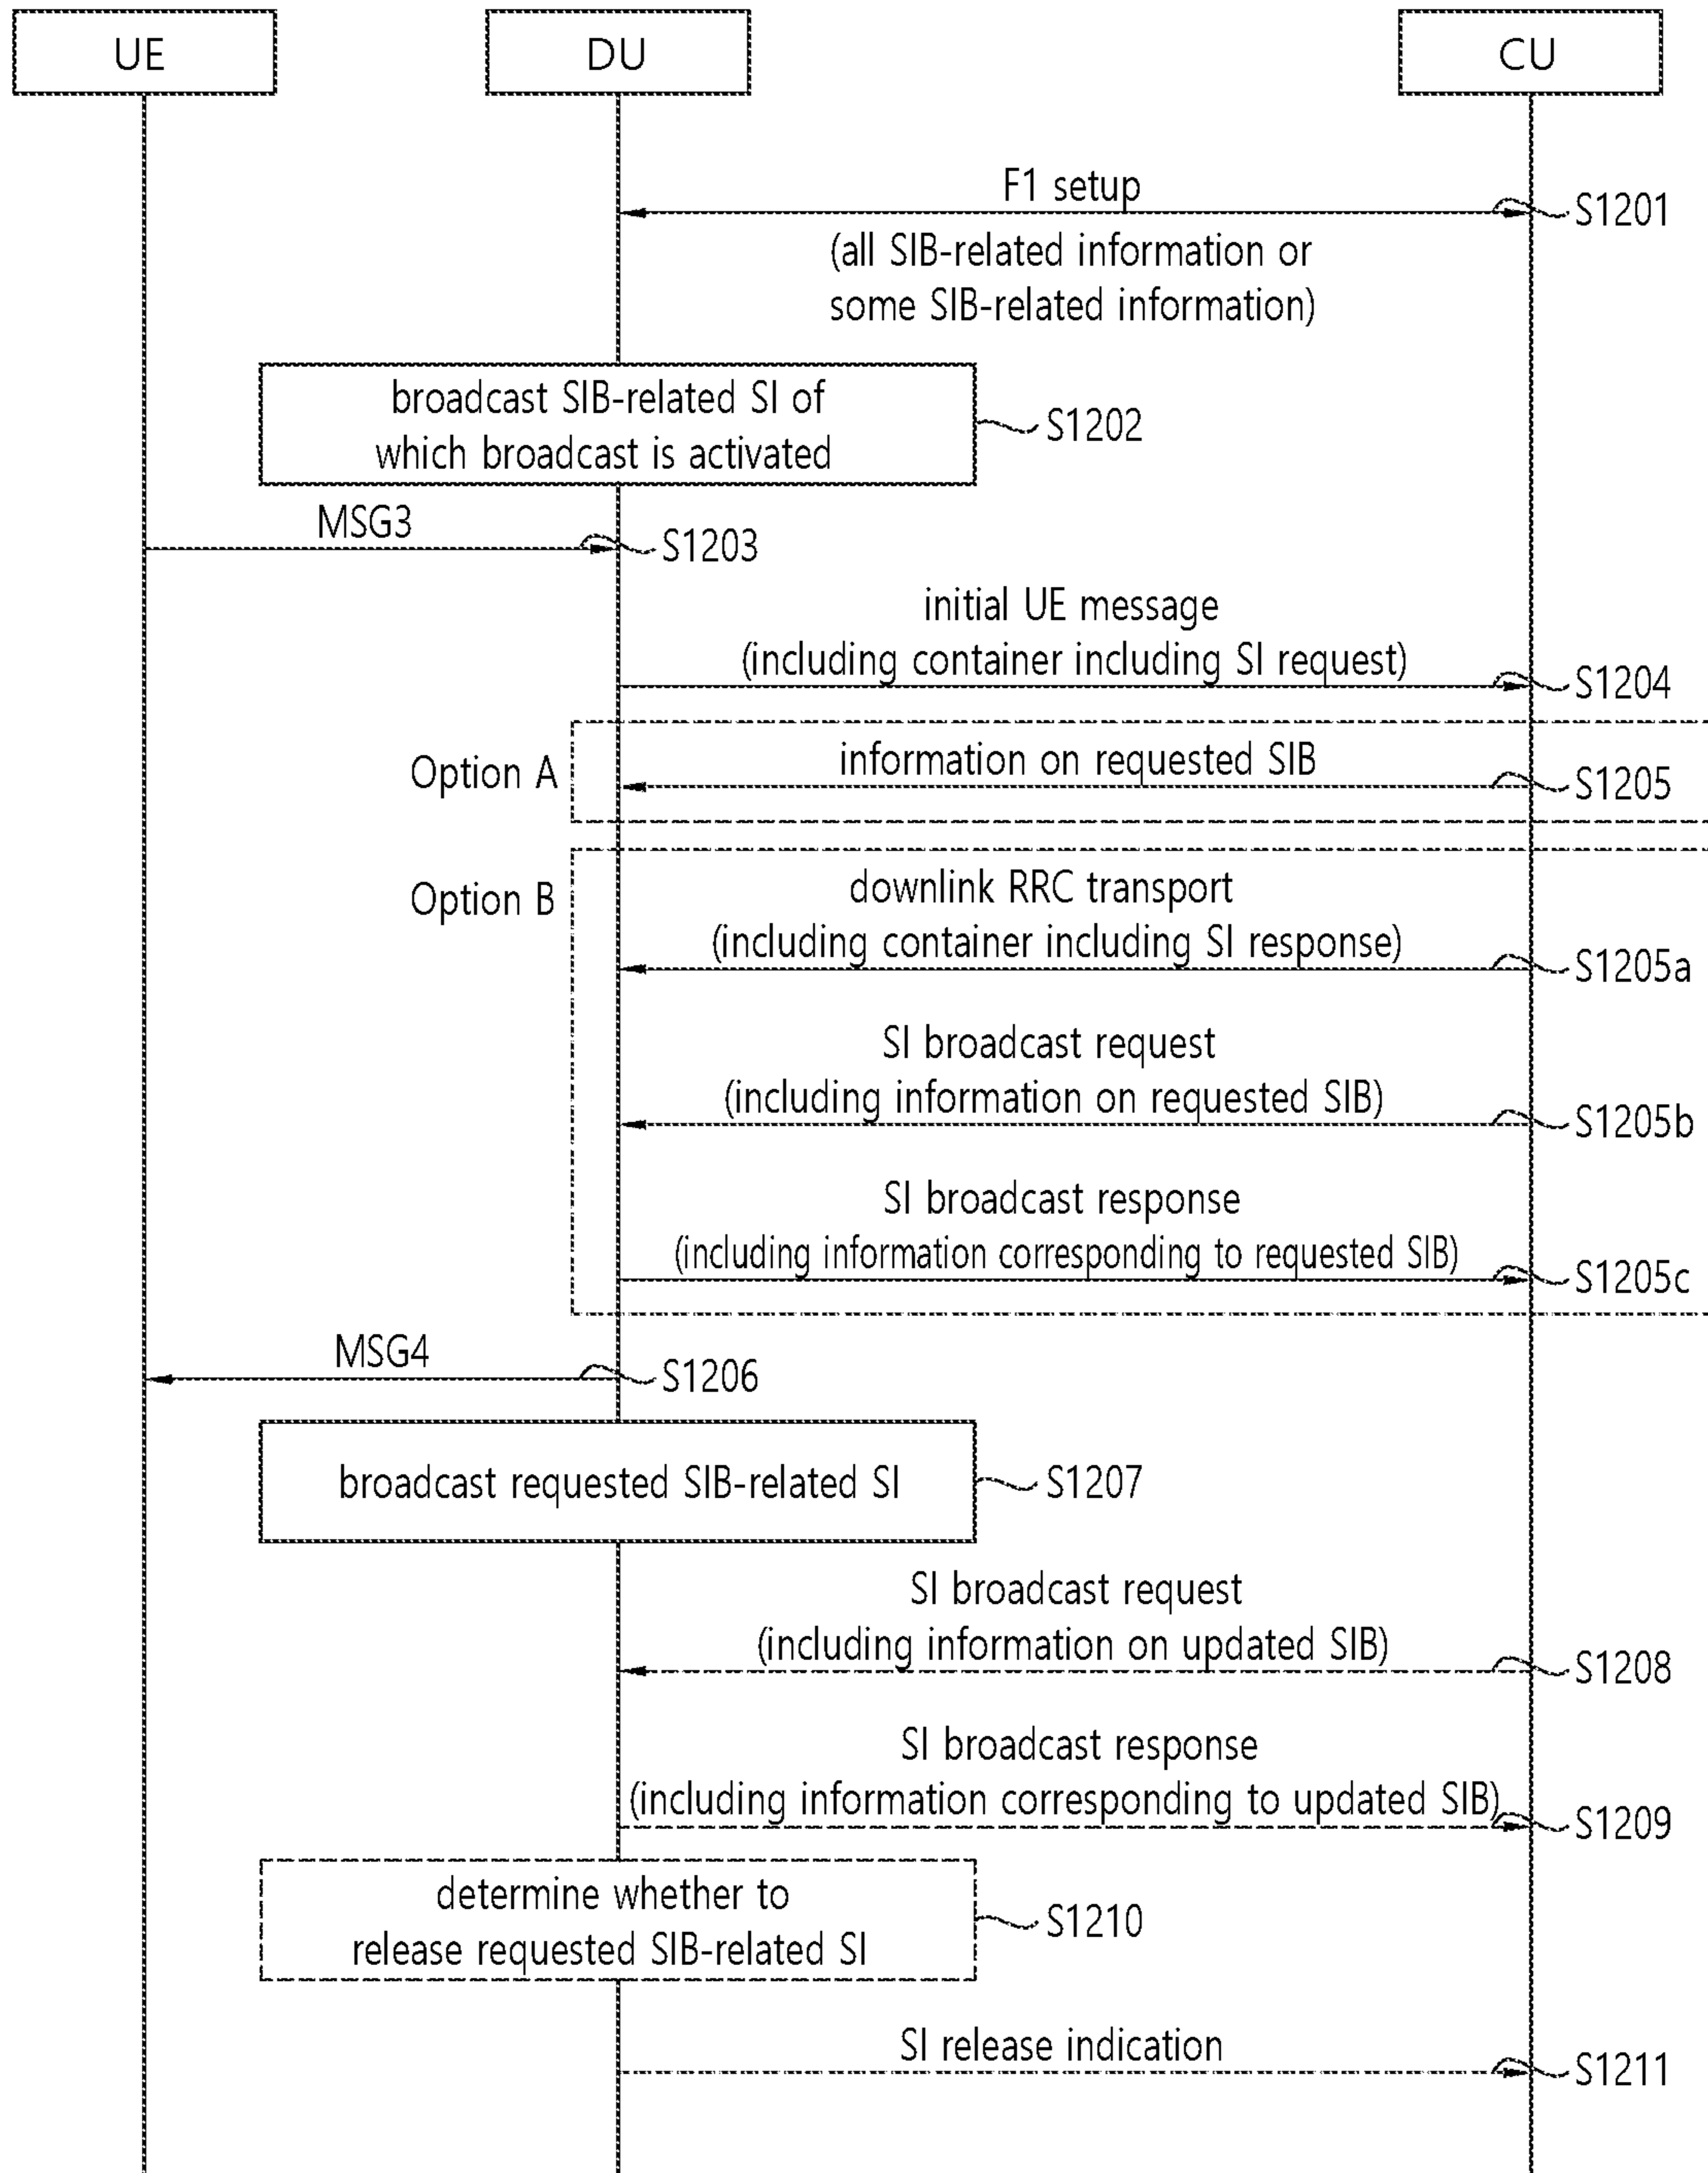 UE
DU
CU
F1 setup
S1201
(all SIB-related information or
some SIB-related information)
broadcast SIB-related SI of
which broadcast is activated
S1202
MSG3
S1203
initial UE message
(including container including SI request)
S1204
Option A
information on requested SIB
S1205
Option B
downlink RRC transport
(including container including SI response)
S1205a
SI broadcast request
(including information on requested SIB)
S1205b
SI broadcast response
(including information corresponding to requested SIB)
S1205c
MSG4
S1206
broadcast requested SIB-related SI
S1207
SI broadcast request
(including information on updated SIB)
S1208
SI broadcast response
(including information corresponding to updated SIB)
S1209
determine whether to
release requested SIB-related SI
S1210
SI release indication
S1211